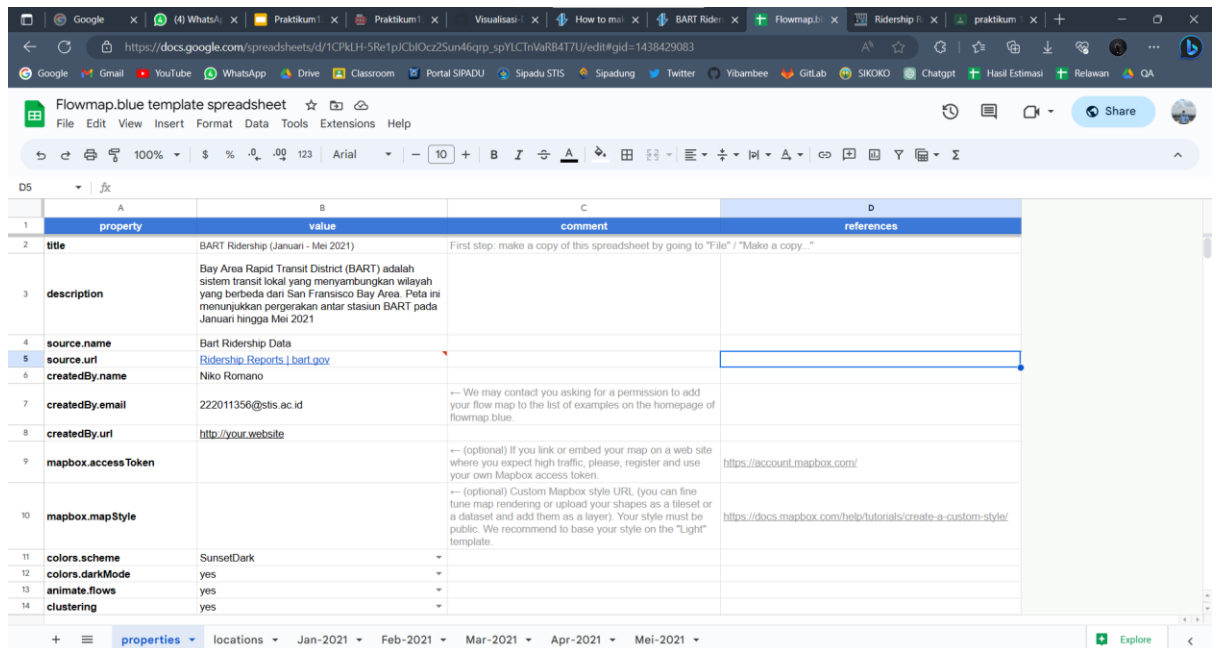 Google
(4) WhatsA
Praktikum1
Praktikum1
Visualisasi-I
How to mak
BART Rider
Flowmap.bl
Ridership R
praktikum 1
https://docs.google.com/spreadsheets/d/1CPkLH-5Re1pJCbIOcz2Sun46qrp_spYLCTnVaRB4T7U/edit#gid=1438429083
Google Gmail YouTube WhatsApp Drive Classroom Portal SIPADU Sipadu STIS Sipadung Twitter Yibambee GitLab SIKOKO Chatgpt Hasil Estimasi Relawan QA
Flowmap.blue template spreadsheet
File Edit View Insert Format Data Tools Extensions Help
Share
100% $ % .0 .00 123 Arial 10 B I A
D5 fx
A B C D
1 property value comment references
2 title BART Ridership (Januari - Mei 2021) First step: make a copy of this spreadsheet by going to "File" / "Make a copy..."
3 description
Bay Area Rapid Transit District (BART) adalah
sistem transit lokal yang menyambungkan wilayah
yang berbeda dari San Fransisco Bay Area. Peta ini
menunjukkan pergerakan antar stasiun BART pada
Januari hingga Mei 2021
4 source.name Bart Ridership Data
5 source.url Ridership Reports | bart.gov
6 createdBy.name Niko Romano
7 createdBy.email 222011356@stis.ac.id
← We may contact you asking for a permission to add
your flow map to the list of examples on the homepage of
flowmap.blue.
8 createdBy.url http://your.website
9 mapbox.accessToken
← (optional) If you link or embed your map on a web site
where you expect high traffic, please, register and use
your own Mapbox access token.
https://account.mapbox.com/
10 mapbox.mapStyle
← (optional) Custom Mapbox style URL (you can fine
tune map rendering or upload your shapes as a tileset or
a dataset and add them as a layer). Your style must be
public. We recommend to base your style on the "Light"
template.
https://docs.mapbox.com/help/tutorials/create-a-custom-style/
11 colors.scheme SunsetDark
12 colors.darkMode yes
13 animate.flows yes
14 clustering yes
properties locations Jan-2021 Feb-2021 Mar-2021 Apr-2021 Mei-2021
Explore